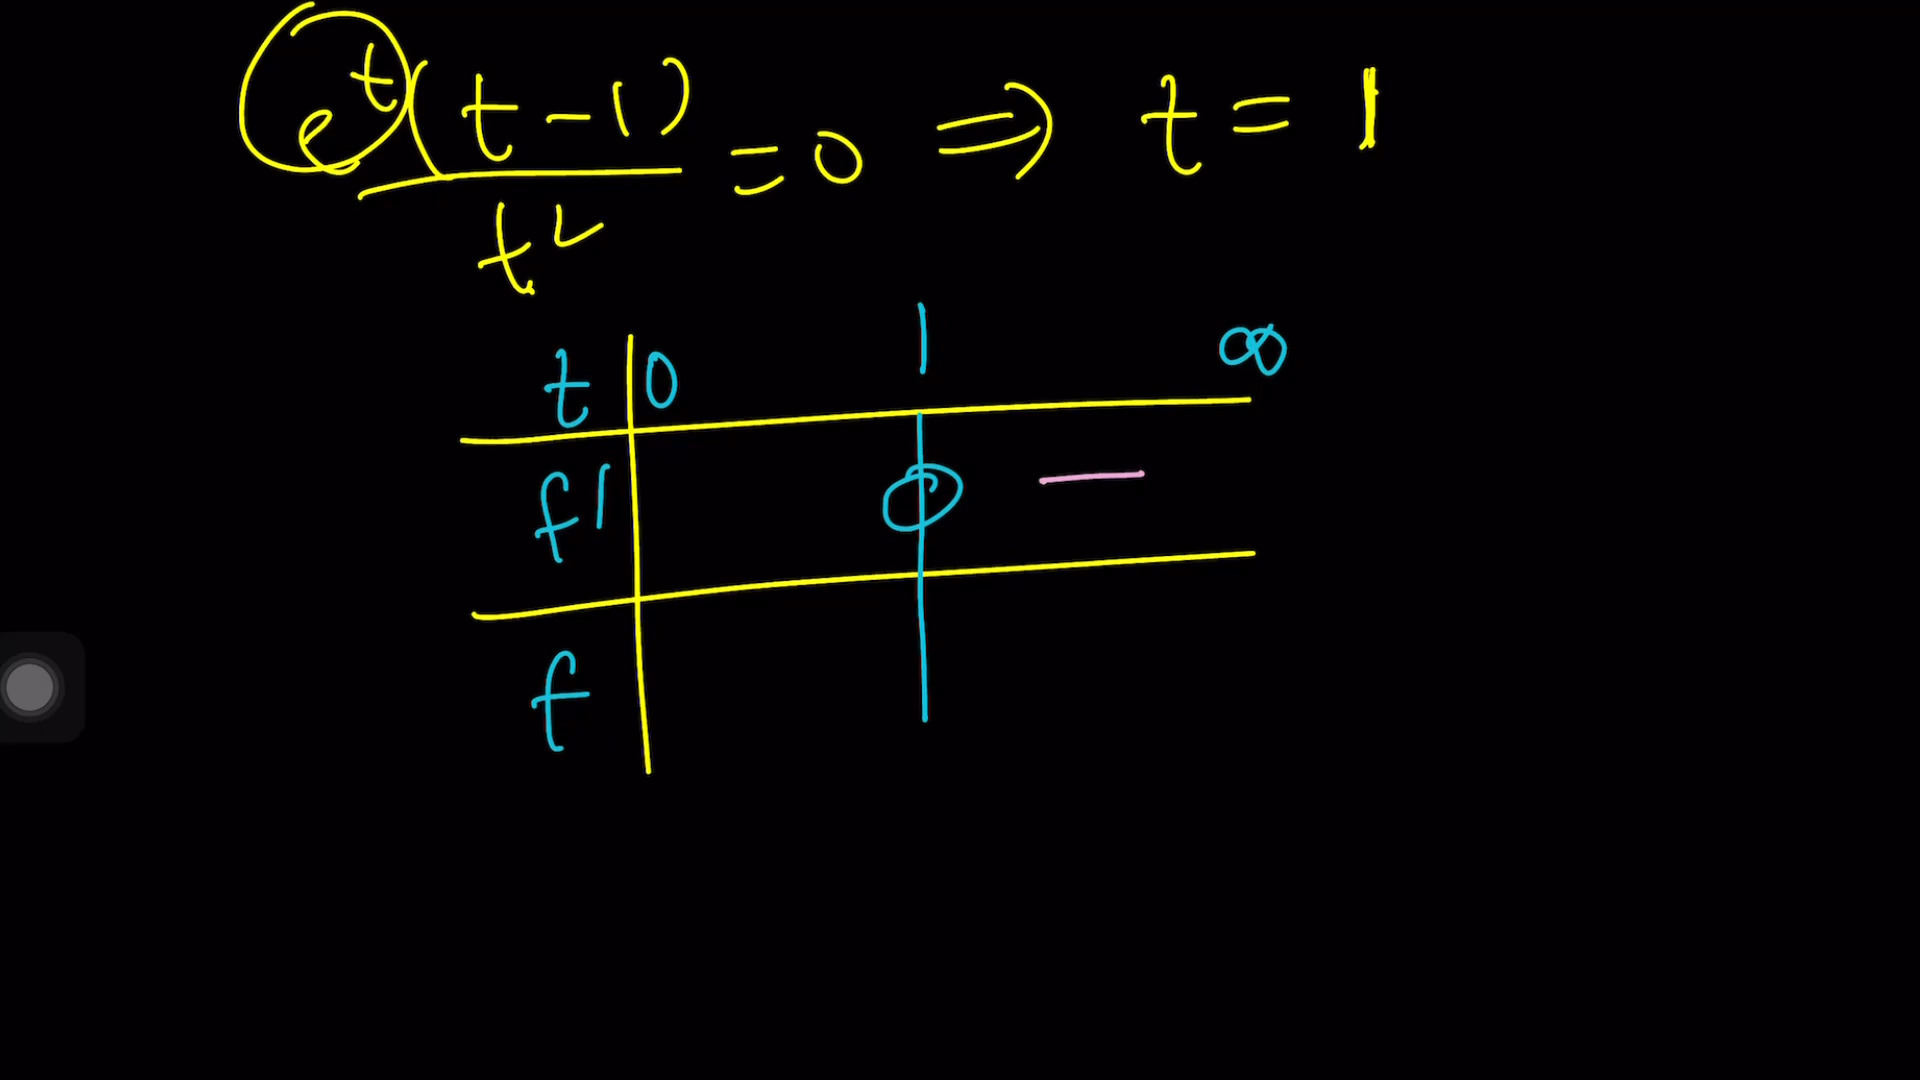 e^t (t - 1) / t^2 = 0 ⇒ t = 1
t 0 1 ∞
f' 0 —
f